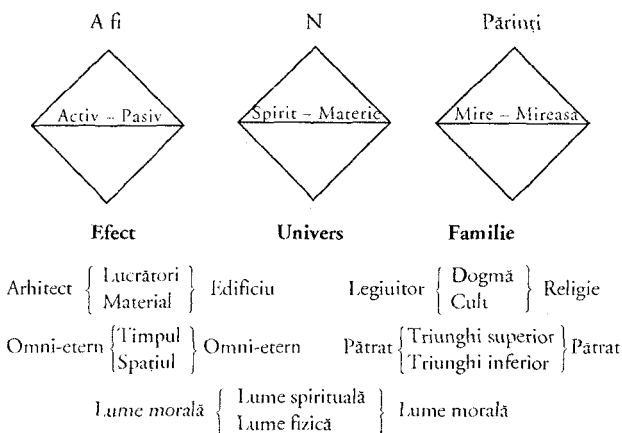 A fi N Părinți
Activ – Pasiv Spirit – Materie Mire – Mireasă
Efect Univers Familie
Arhitect { Lucrători } Edificiu Legiuitor { Dogmă } Religie
Material Cult
Omni-etern { Timpul } Omni-etern Pătrat { Triunghi superior } Pătrat
Spațiul Triunghi inferior
Lume morală { Lume spirituală } Lume morală
Lume fizică